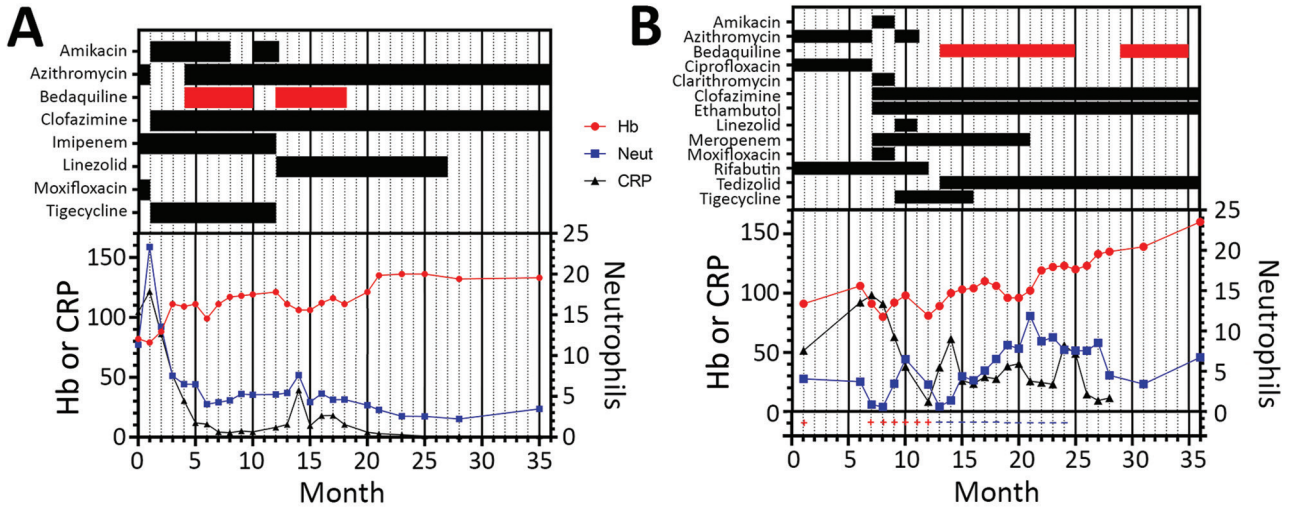 A
Amikacin
Azithromycin
Bedaquiline
Clofazimine
Imipenem
Linezolid
Moxifloxacin
Tigecycline
150
100
50
0
Hb or CRP
25
20
15
10
5
0
Neutrophils
0 5 10 15 20 25 30 35
Month
Hb
Neut
CRP
B
Amikacin
Azithromycin
Bedaquiline
Ciprofloxacin
Clarithromycin
Clofazimine
Ethambutol
Linezolid
Meropenem
Moxifloxacin
Rifabutin
Tedizolid
Tigecycline
150
100
50
0
Hb or CRP
25
20
15
10
5
0
Neutrophils
+ + + + + + + - - - - - - - - - - - -
0 5 10 15 20 25 30 35
Month